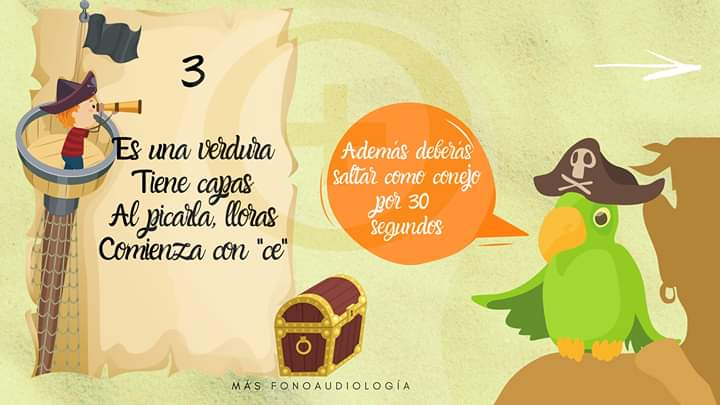 3
Es una verdura
Tiene capas
Al picarla, lloras
Comienza con "ce"
Además deberás
saltar como conejo
por 30
segundos
MÁS FONOAUDIOLOGÍA